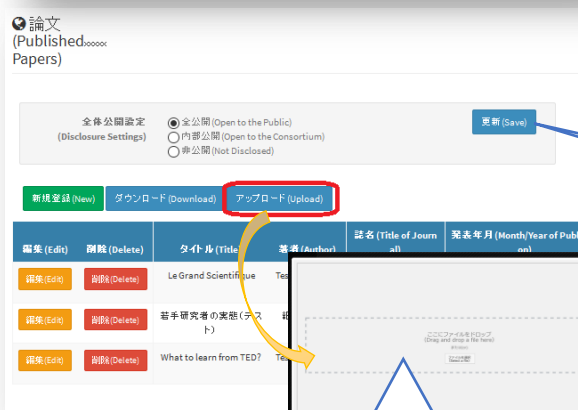 論文
(Published
Papers)
全体公開設定
(Disclosure Settings)
全公開(Open to the Public)
内部公開(Open to the Consortium)
非公開(Not Disclosed)
更新(Save)
新規登録(New)
ダウンロード(Download)
アップロード(Upload)
編集(Edit)
削除(Delete)
タイトル(Title
著者(Author)
誌名(Title of Journ
al)
発表年月(Month/Year of Publ
on)
編集(Edit)
削除(Delete)
Le Grand Scientifique
Tes
編集(Edit)
削除(Delete)
若手研究者の実態(テス
ト)
編集(Edit)
削除(Delete)
What to learn from TED?
Te
ここにファイルをドロップ
(Drag and drop a file here)